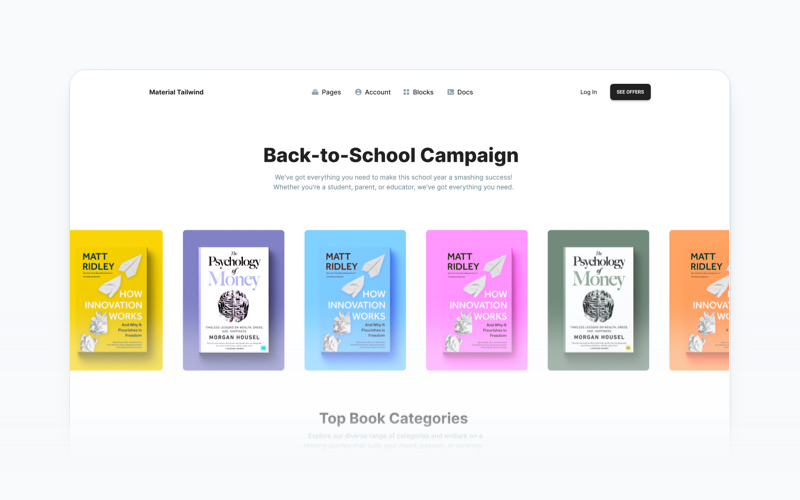 Material Tailwind
Pages
Account
Blocks
Docs
Log In
SEE OFFERS
Back-to-School Campaign
We've got everything you need to make this school year a smashing success!
Whether you're a student, parent, or educator, we've got everything you need.
MATT
RIDLEY
HOW
INNOVATION
WORKS
And Why It
Flourishes in
Freedom
The
Psychology
of
Money
TIMELESS LESSONS ON WEALTH, GREED,
AND HAPPINESS
MORGAN HOUSEL
MATT
RIDLEY
HOW
INNOVATION
WORKS
And Why It
Flourishes in
Freedom
MATT
RIDLEY
HOW
INNOVATION
WORKS
And Why It
Flourishes in
Freedom
The
Psychology
of
Money
TIMELESS LESSONS ON WEALTH, GREED,
AND HAPPINESS
MORGAN HOUSEL
MATT
RIDLEY
Top Book Categories
Explore our diverse range of categories and embark on a